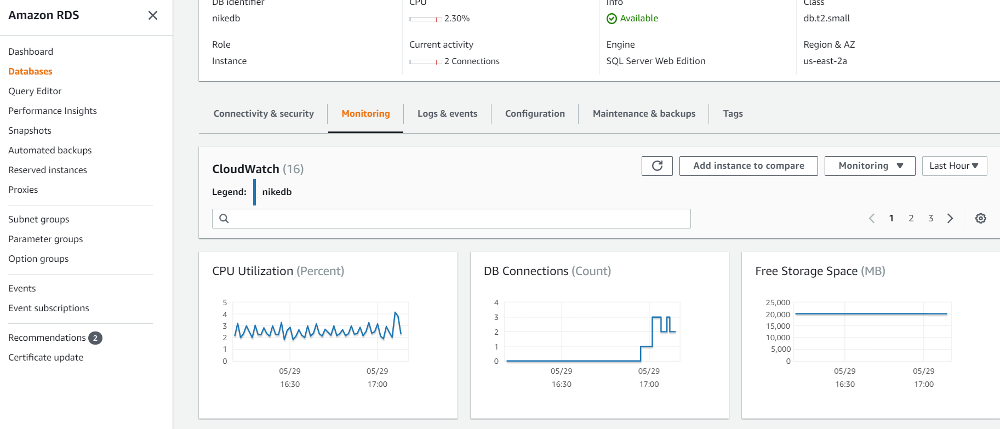 Amazon RDS
Dashboard
Databases
Query Editor
Performance Insights
Snapshots
Automated backups
Reserved instances
Proxies
Subnet groups
Parameter groups
Option groups
Events
Event subscriptions
Recommendations 2
Certificate update
DB identifier
nikedb
CPU
2.30%
Info
Available
Class
db.t2.small
Role
Instance
Current activity
2 Connections
Engine
SQL Server Web Edition
Region & AZ
us-east-2a
Connectivity & security
Monitoring
Logs & events
Configuration
Maintenance & backups
Tags
CloudWatch (16)
Add instance to compare
Monitoring
Last Hour
Legend: nikedb
1 2 3
CPU Utilization (Percent)
5
4
3
2
1
0
05/29 05/29
16:30 17:00
DB Connections (Count)
4
3
2
1
0
05/29 05/29
16:30 17:00
Free Storage Space (MB)
25,000
20,000
15,000
10,000
5,000
0
05/29 05/29
16:30 17:00